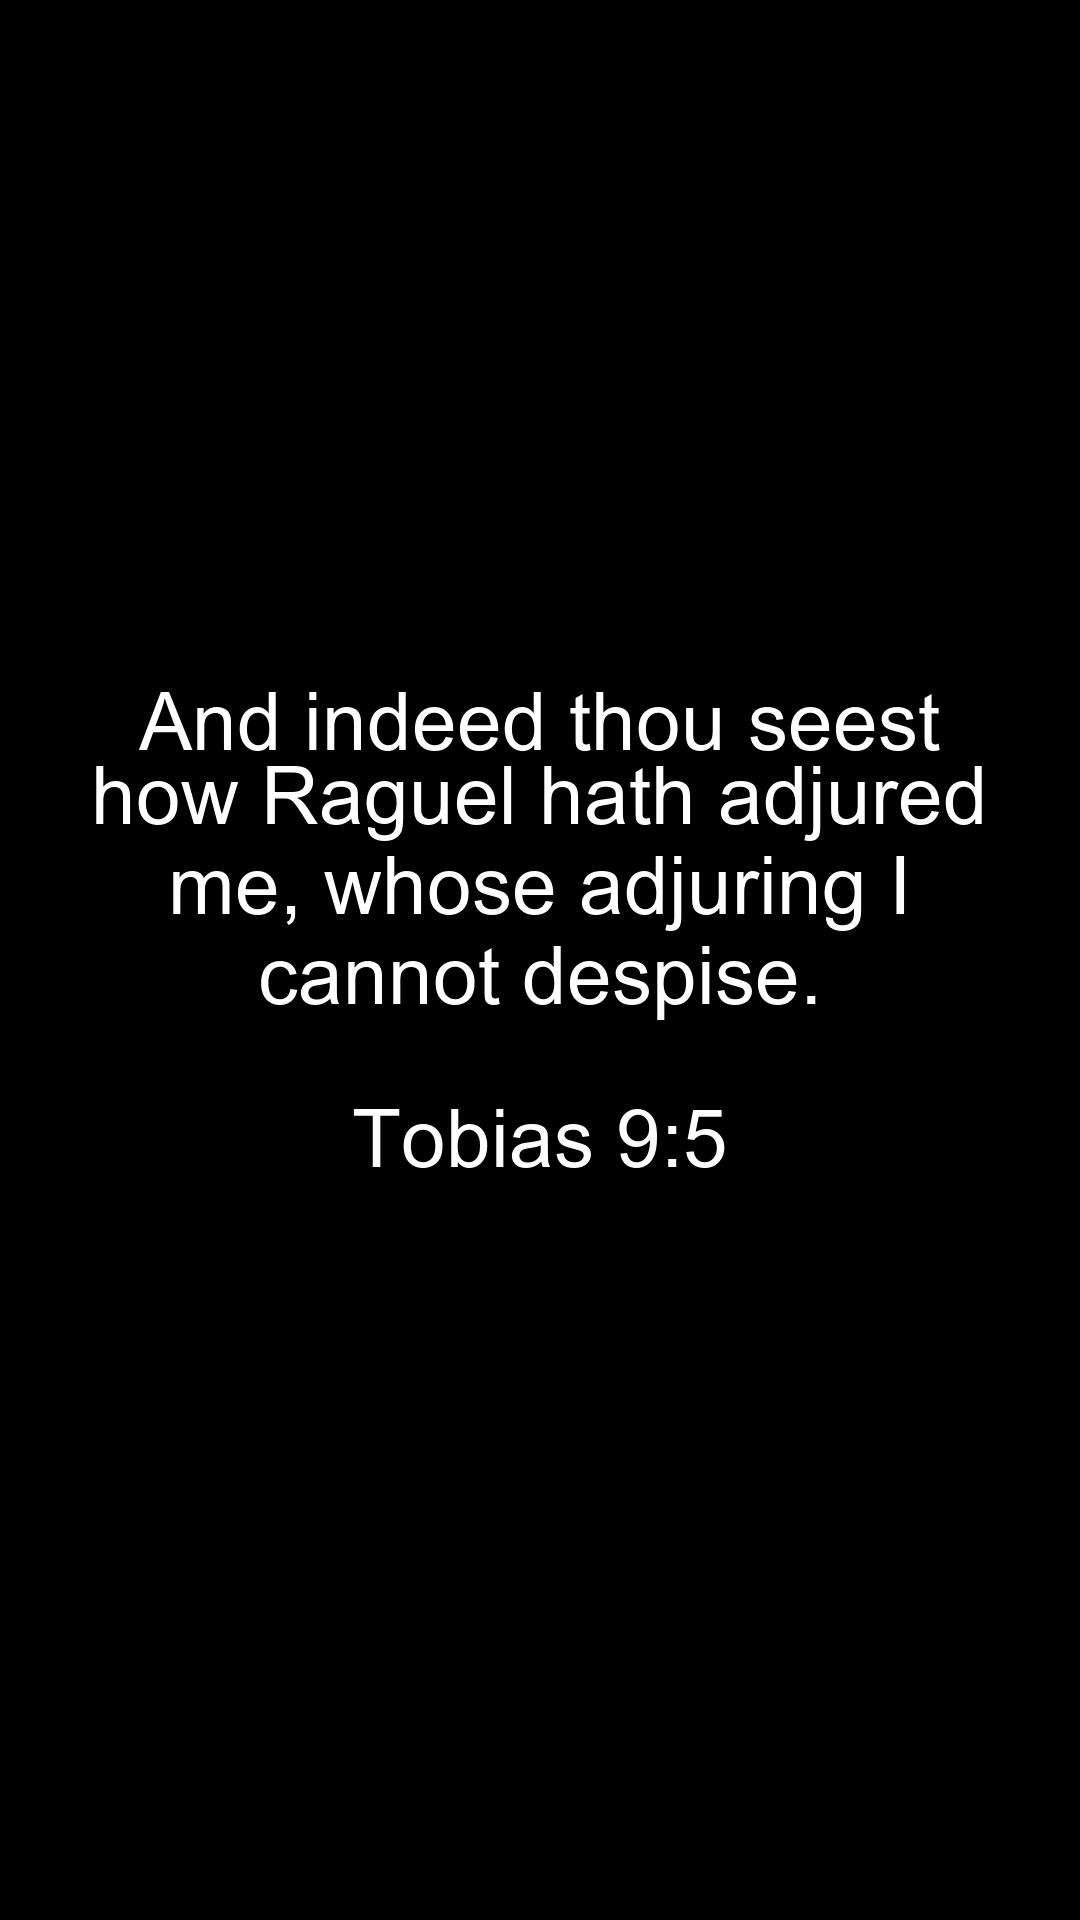 And indeed thou seest
how Raguel hath adjured
me, whose adjuring I
cannot despise.
Tobias 9:5